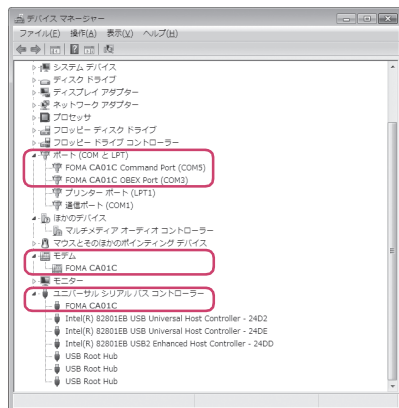 デバイス マネージャー
ファイル(F) 操作(A) 表示(V) ヘルプ(H)
システム デバイス
ディスク ドライブ
ディスプレイ アダプター
ネットワーク アダプター
プロセッサ
フロッピー ディスク ドライブ
フロッピー ドライブ コントローラー
ポート (COM と LPT)
FOMA CA01C Command Port (COM5)
FOMA CA01C OBEX Port (COM3)
プリンター ポート (LPT1)
通信ポート (COM1)
ほかのデバイス
マルチメディア オーディオ コントローラー
マウスとそのほかのポインティング デバイス
モデム
FOMA CA01C
モニター
ユニバーサル シリアル バス コントローラー
FOMA CA01C
Intel(R) 82801EB USB Universal Host Controller - 24D2
Intel(R) 82801EB USB Universal Host Controller - 24DE
Intel(R) 82801EB USB2 Enhanced Host Controller - 24DD
USB Root Hub
USB Root Hub
USB Root Hub